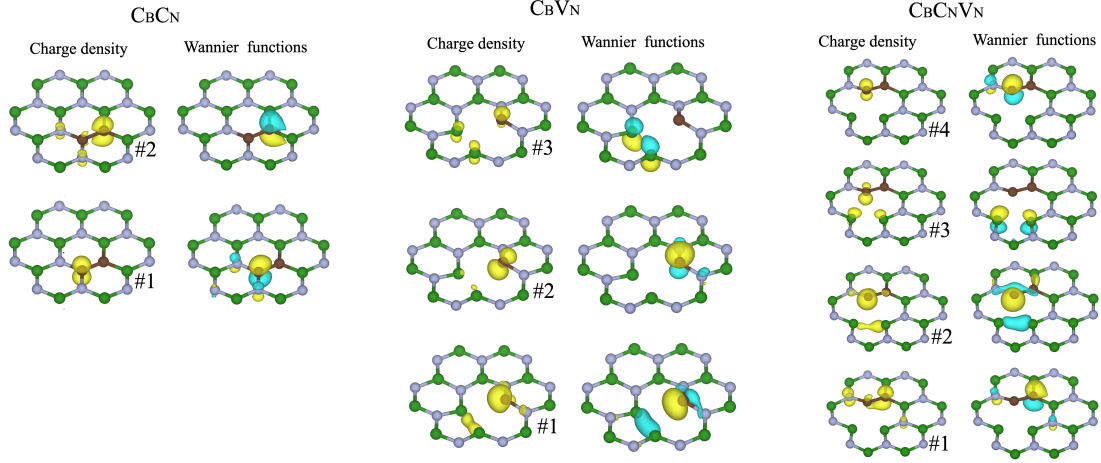 CBCN
Charge density
Wannier functions
#2
#1
CBVN
Charge density
Wannier functions
#3
#2
#1
CBCNVN
Charge density
Wannier functions
#4
#3
#2
#1